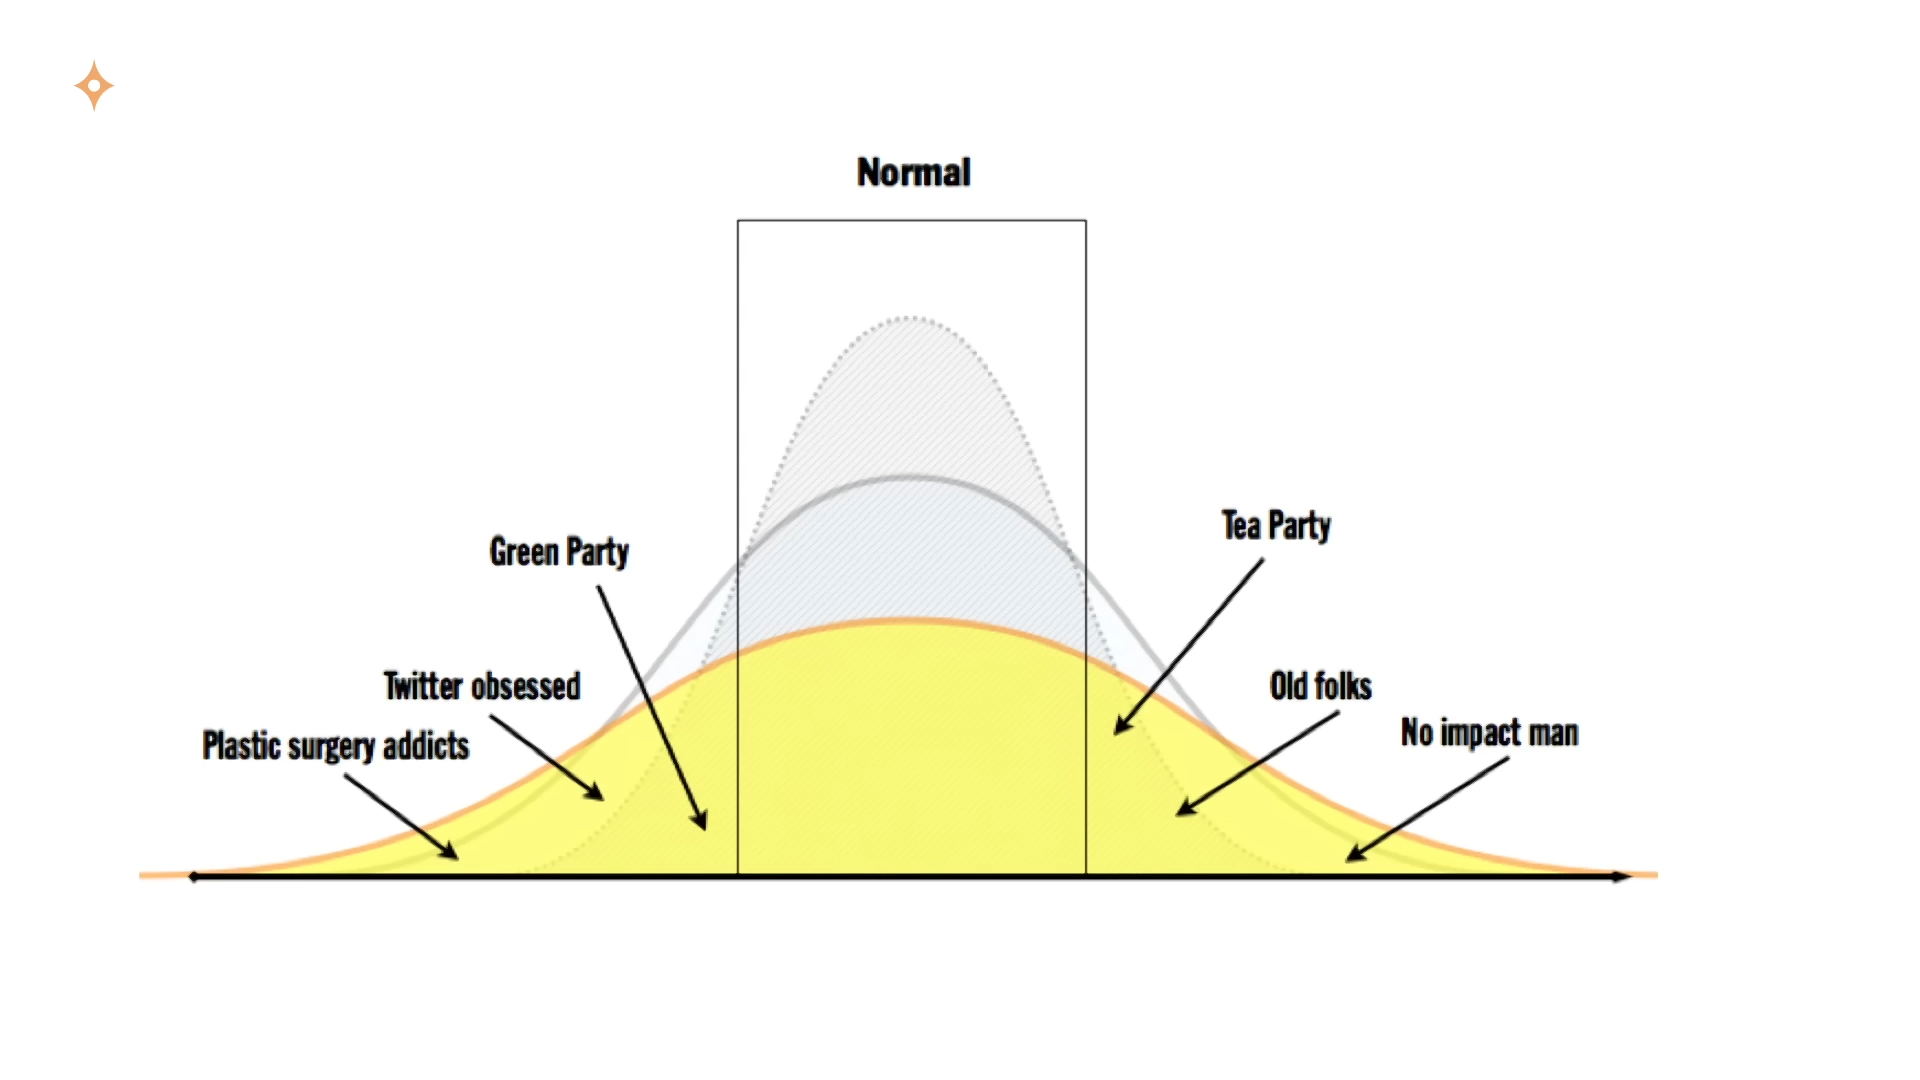 Normal
Green Party
Tea Party
Twitter obsessed
Old folks
Plastic surgery addicts
No impact man